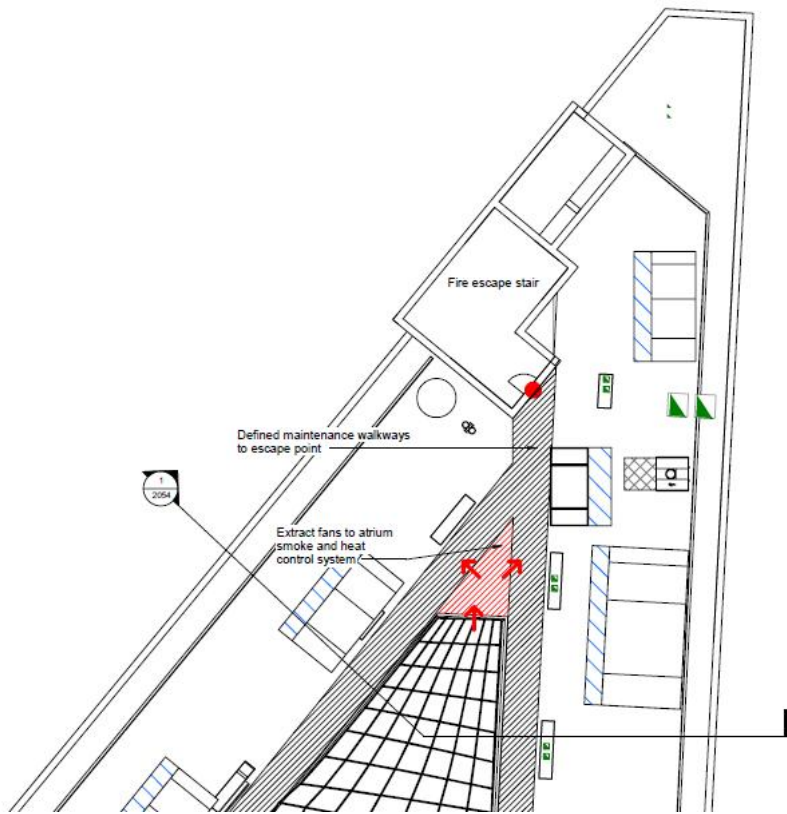 Fire escape stair
Defined maintenance walkways
to escape point
1
2054
Extract fans to atrium
smoke and heat
control system